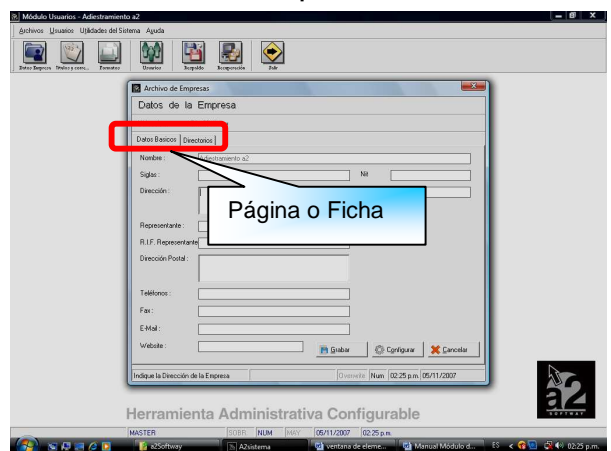 Módulo Usuarios - Adiestramiento a2
Archivos Usuarios Utilidades del Sistema Ayuda
Datos Empresa Formatos Usuarios Respaldo Recuperación Salir
Archivo de Empresas
Datos de la Empresa
Datos Basicos Directorios
Nombre : Adiestramiento a2
Siglas : Nit
Dirección :
Página o Ficha
Representante :
R.I.F. Representante
Dirección Postal :
Teléfonos :
Fax :
E-Mail :
Website :
Grabar Configurar Cancelar
Indique la Dirección de la Empresa Overwrite Num 02:25 p.m. 05/11/2007
Herramienta Administrativa Configurable
a2
SOFTWAY
MASTER SOBR NUM MAY 05/11/2007 02:25 p.m.
a2Softway A2sistema ventana de eleme... Manual Módulo d... ES < 02:25 p.m.